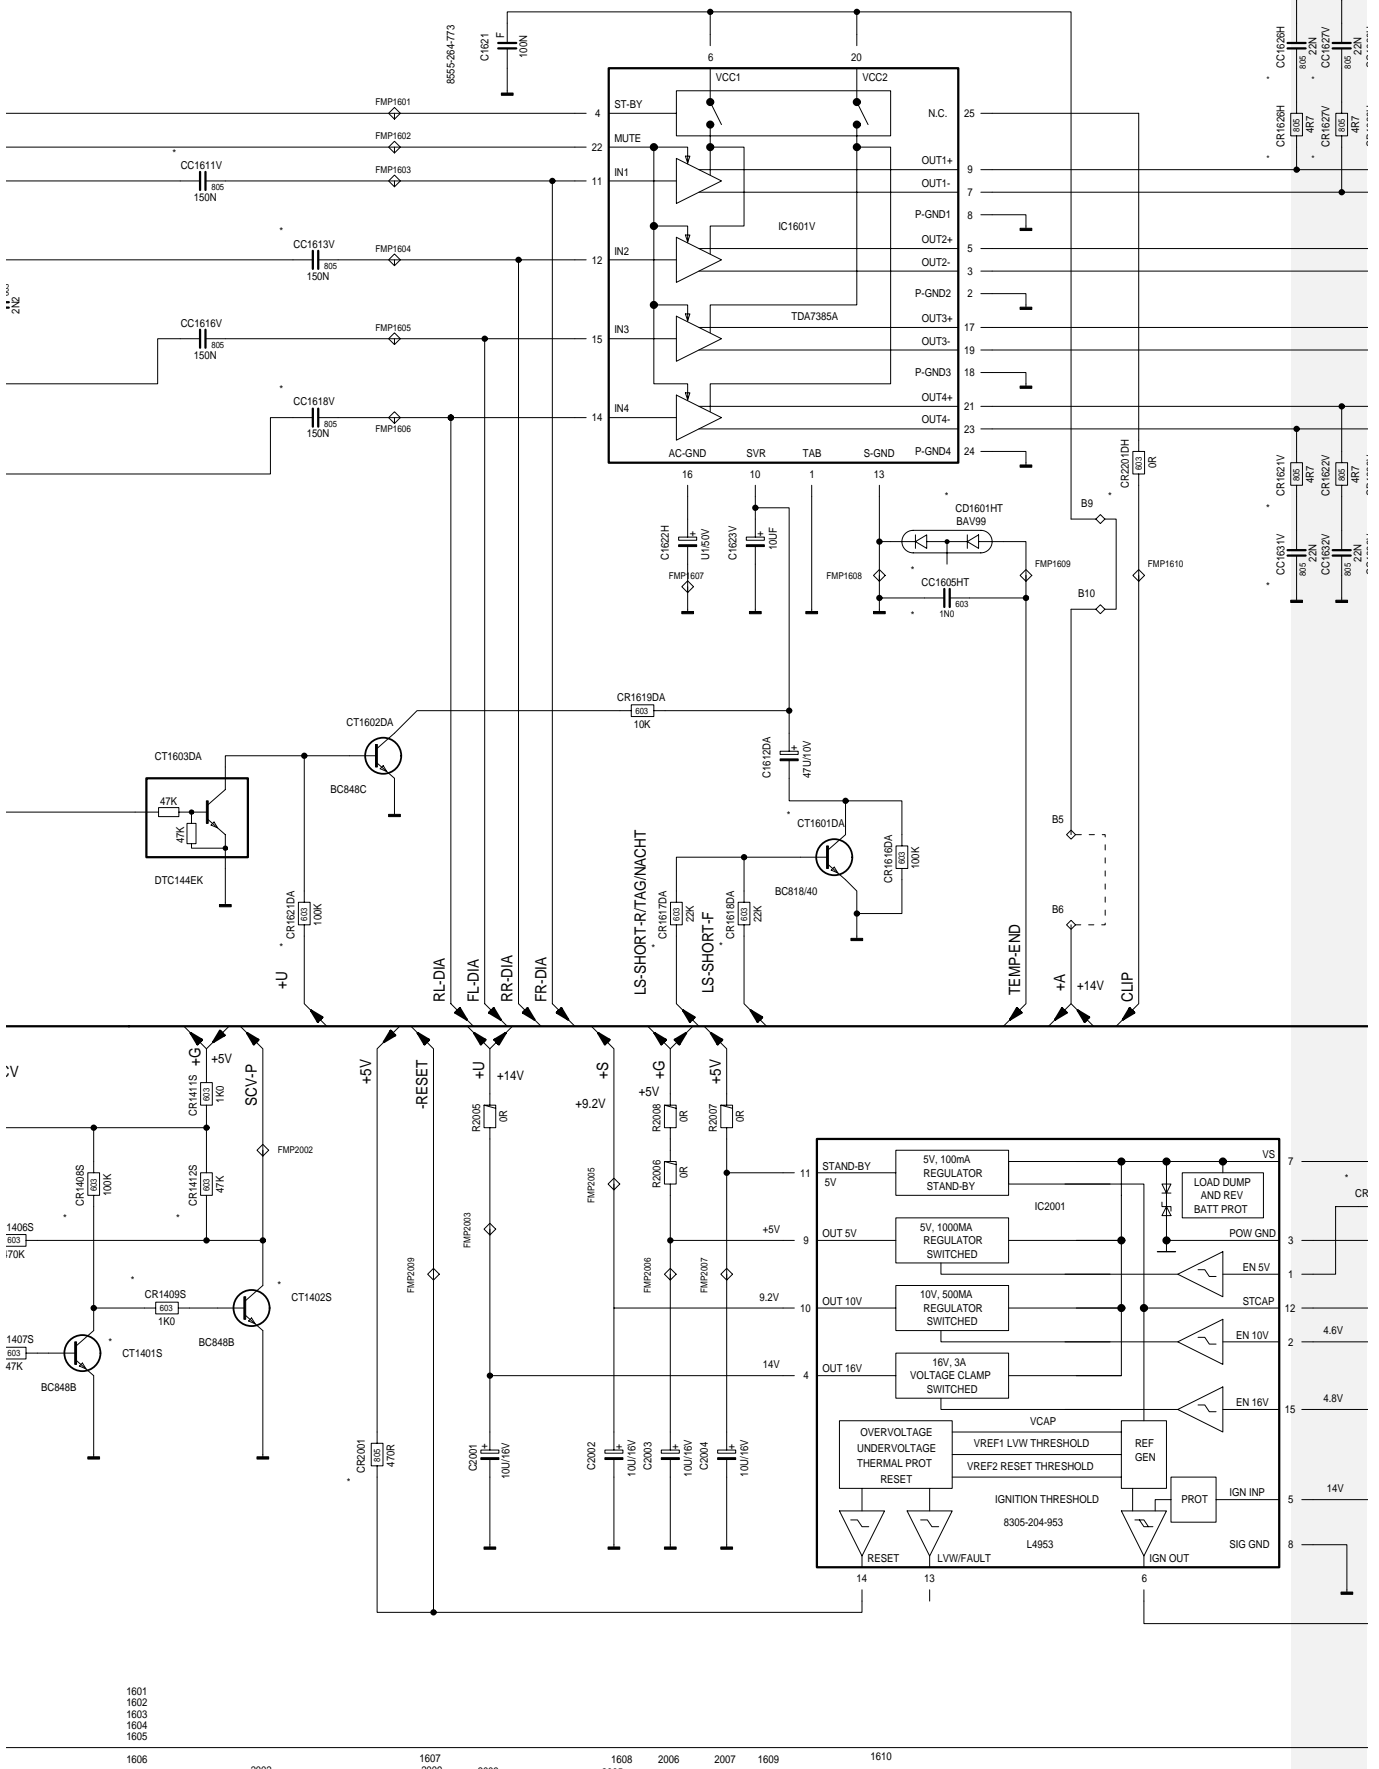 8555-264-773
C1621
F
100N
6
20
VCC1
VCC2
CC1626H
805
22N
CC1627V
805
22N
CR1626H
805
4R7
CR1627V
805
4R7
FMP1601
4
ST-BY
N.C.
25
FMP1602
22
MUTE
CC1611V
805
150N
FMP1603
11
IN1
OUT1+
9
OUT1-
7
P-GND1
8
IC1601V
CC1613V
805
150N
FMP1604
12
IN2
OUT2+
5
OUT2-
3
P-GND2
2
2N2
TDA7385A
CC1616V
805
150N
FMP1605
15
IN3
OUT3+
17
OUT3-
19
P-GND3
18
CC1618V
805
150N
FMP1606
14
IN4
OUT4+
21
OUT4-
23
P-GND4
24
AC-GND
SVR
TAB
S-GND
16
10
1
13
CR2201DH
603
0R
CR1621V
805
4R7
CR1622V
805
4R7
C1622H
U1/50V
C1623V
10UF
CD1601HT
BAV99
B9
CC1631V
805
22N
CC1632V
805
22N
FMP1607
FMP1608
CC1605HT
603
1N0
FMP1609
B10
FMP1610
CR1619DA
603
10K
CT1602DA
BC848C
CT1603DA
47K
47K
DTC144EK
C1612DA
47U/10V
CT1601DA
BC818/40
CR1616DA
603
100K
B5
B6
CR1621DA
603
100K
CR1617DA
603
22K
CR1618DA
603
22K
+U
RL-DIA
FL-DIA
RR-DIA
FR-DIA
LS-SHORT-R/TAG/NACHT
LS-SHORT-F
TEMP-END
+A
+14V
CLIP
CV
+G
+5V
SCV-P
+5V
-RESET
+U
+14V
+S
+9.2V
+G
+5V
+5V
CR1411S
603
1K0
R2005
0R
R2008
0R
R2007
0R
R2006
0R
FMP2002
CR1408S
603
100K
CR1412S
603
47K
FMP2003
FMP2005
FMP2009
FMP2006
FMP2007
1406S
603
470K
CR1409S
603
1K0
CT1402S
BC848B
1407S
603
47K
CT1401S
BC848B
CR2001
805
470R
C2001
10U/16V
C2002
10U/16V
C2003
10U/16V
C2004
10U/16V
11
STAND-BY
5V
5V, 100mA
REGULATOR
STAND-BY
VS
7
LOAD DUMP
AND REV
BATT PROT
CR
IC2001
+5V
9
OUT 5V
5V, 1000MA
REGULATOR
SWITCHED
POW GND
3
EN 5V
1
9.2V
10
OUT 10V
10V, 500MA
REGULATOR
SWITCHED
STCAP
12
EN 10V
2
4.6V
14V
4
OUT 16V
16V, 3A
VOLTAGE CLAMP
SWITCHED
EN 16V
15
4.8V
OVERVOLTAGE
UNDERVOLTAGE
THERMAL PROT
RESET
VCAP
VREF1 LVW THRESHOLD
VREF2 RESET THRESHOLD
REF
GEN
IGNITION THRESHOLD
PROT
IGN INP
5
14V
8305-204-953
L4953
SIG GND
8
RESET
LVW/FAULT
IGN OUT
14
13
6
1601
1602
1603
1604
1605
1606
1607
1608
2006
2007
1609
1610